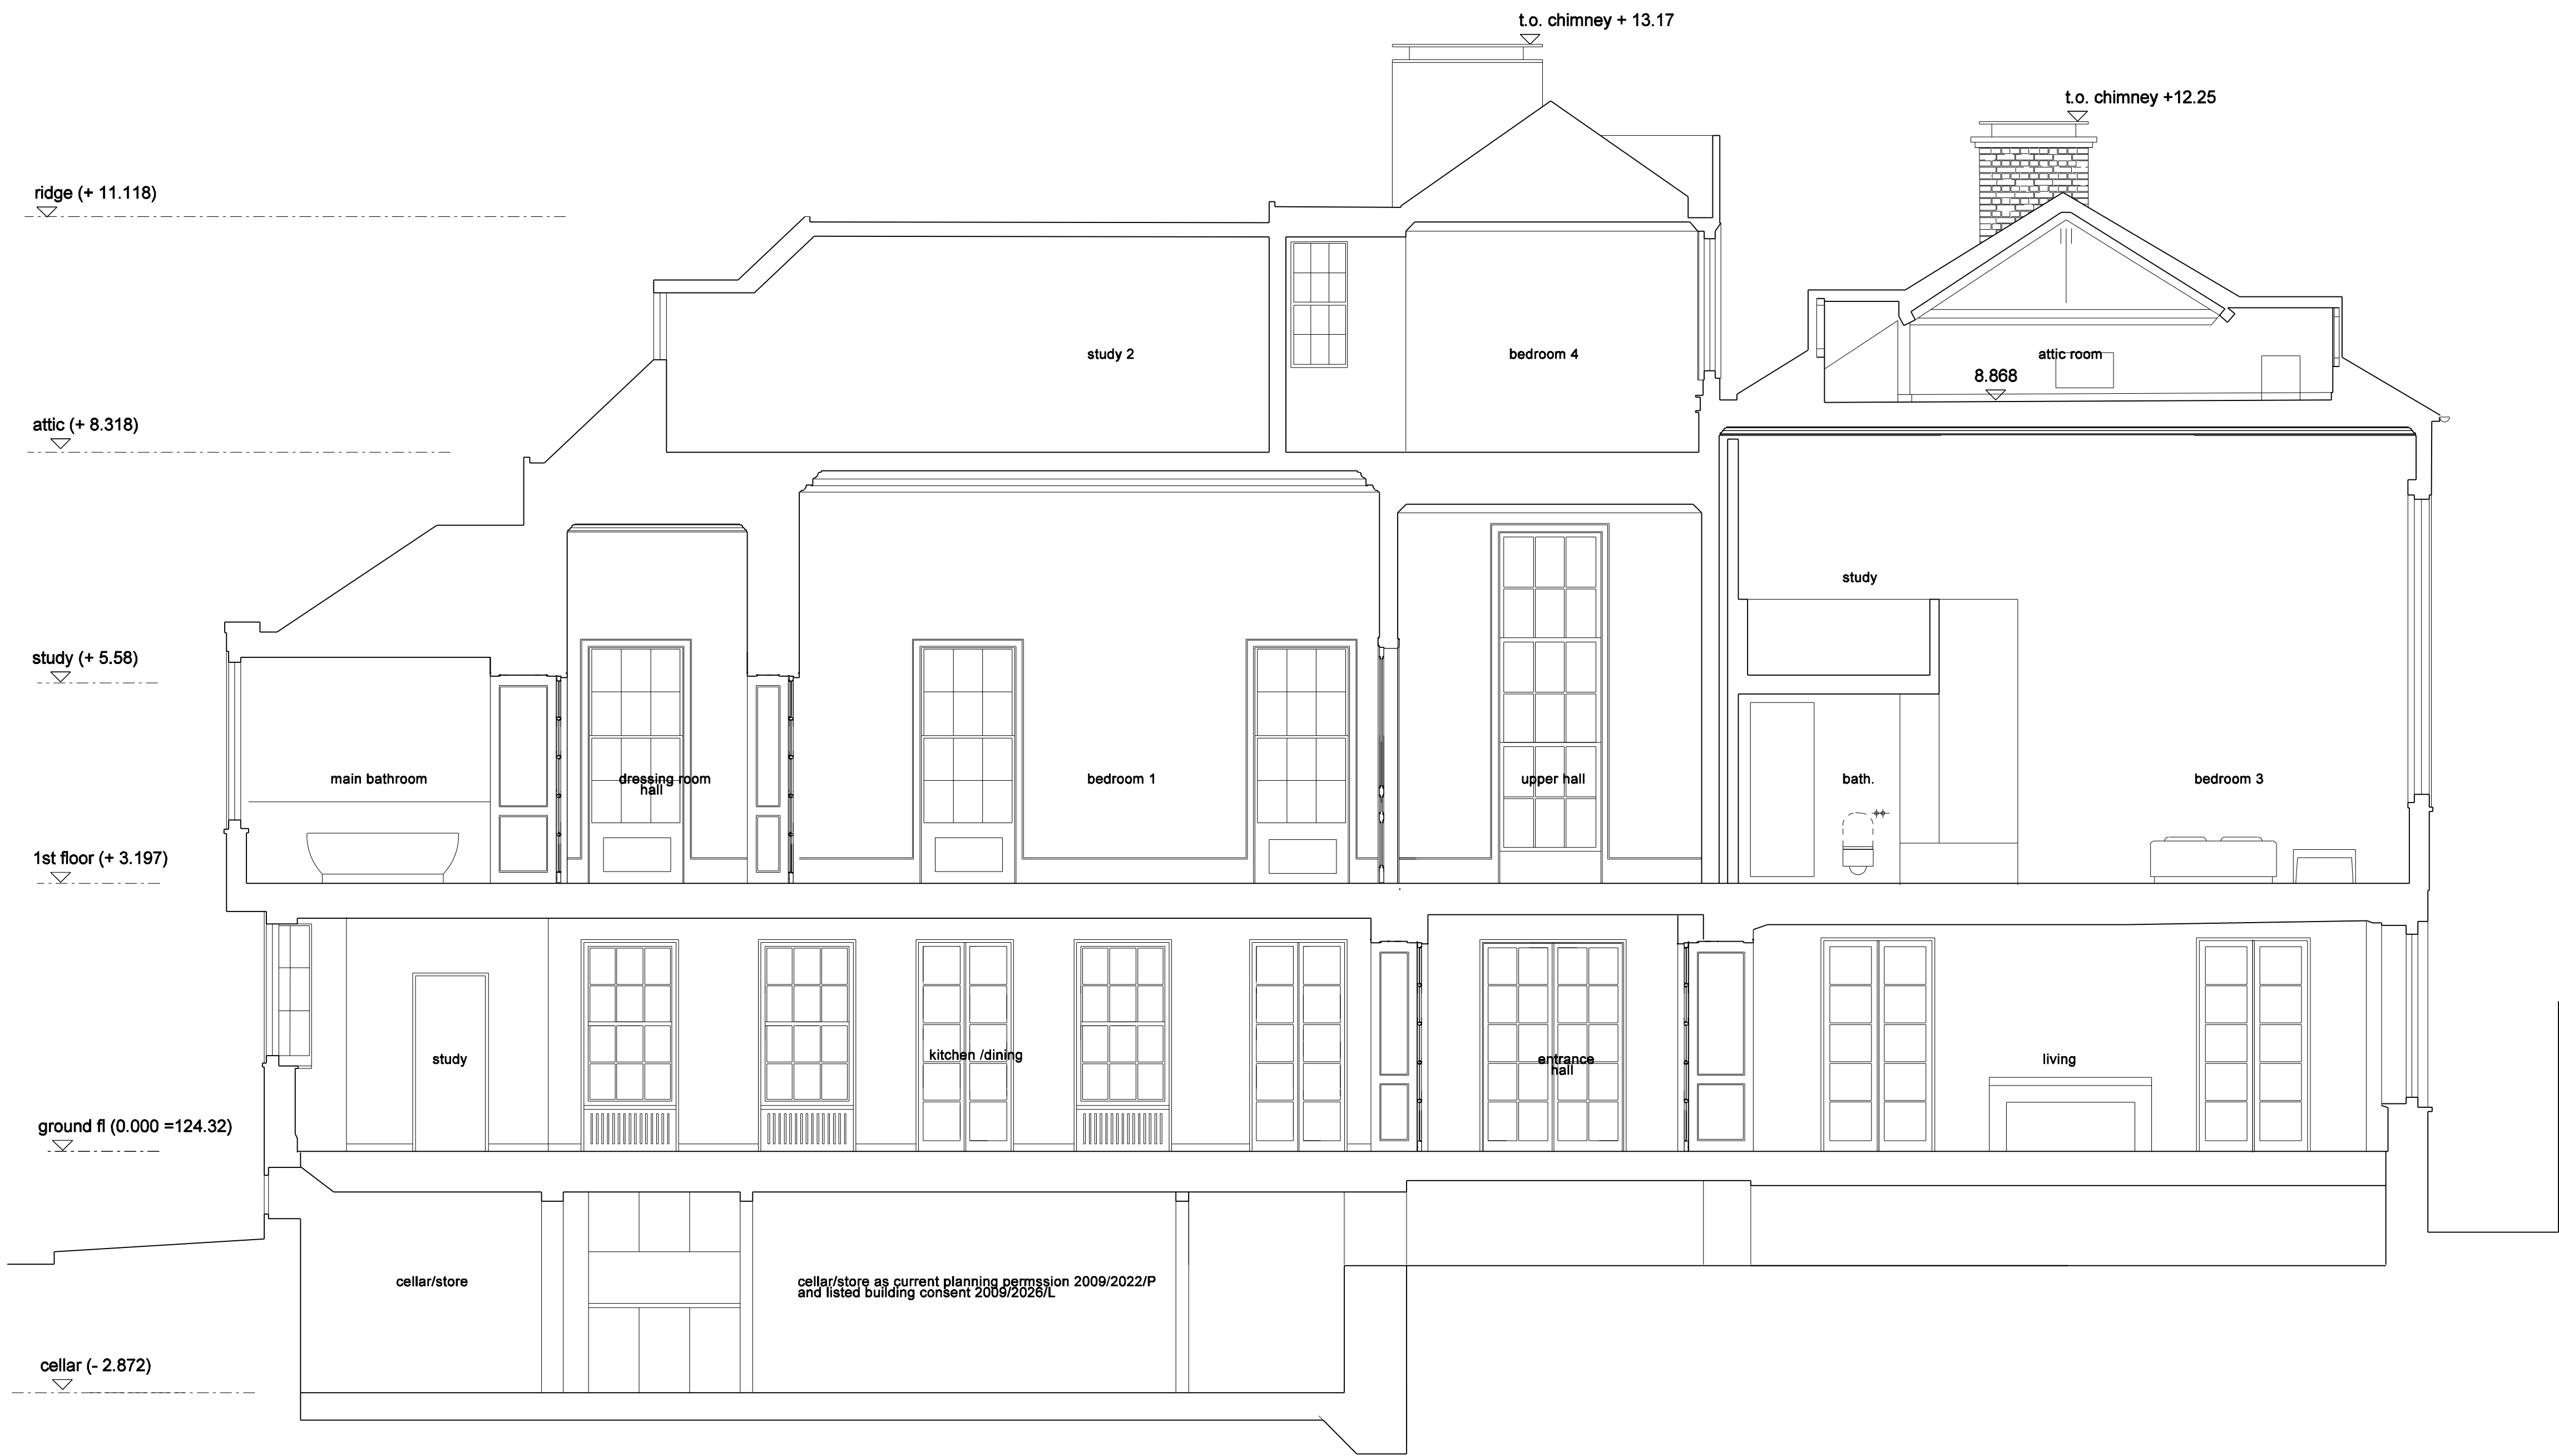 t.o. chimney + 13.17
t.o. chimney +12.25
ridge (+ 11.118)
study 2
bedroom 4
attic room
8.868
attic (+ 8.318)
study
study (+ 5.58)
main bathroom
dressing room
hall
bedroom 1
upper hall
bath.
bedroom 3
1st floor (+ 3.197)
study
kitchen /dining
entrance
hall
living
ground fl (0.000 =124.32)
cellar/store
cellar/store as current planning permssion 2009/2022/P
and listed building consent 2009/2026/L
cellar (- 2.872)